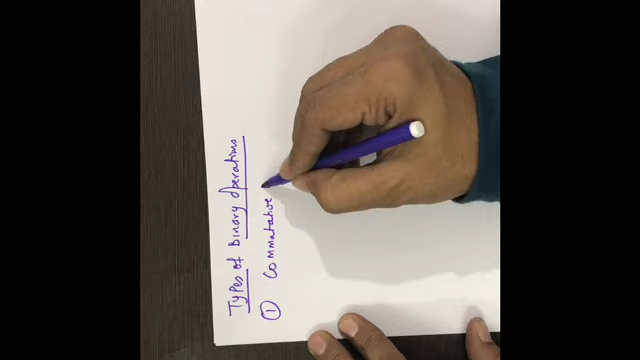 Types of Binary operations
① Commutative